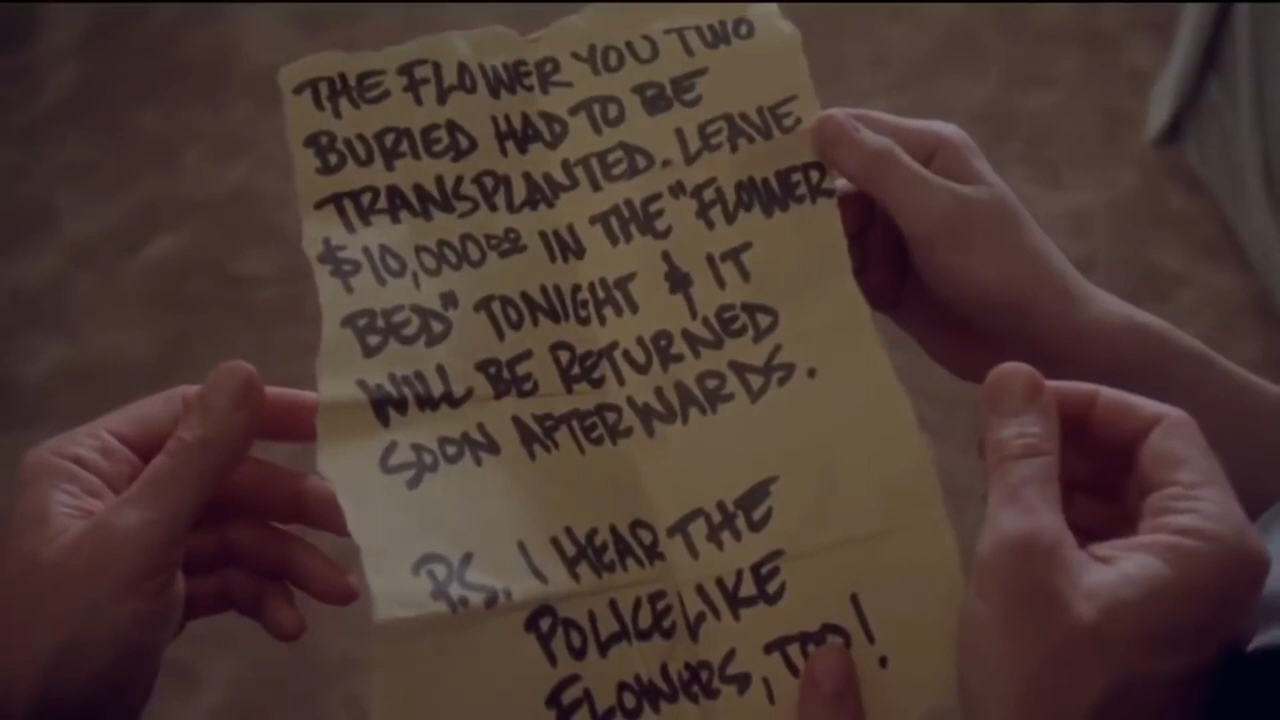 THE FLOWER YOU TWO
BURIED HAD TO BE
TRANSPLANTED. LEAVE
$10,000.00 IN THE "FLOWER
BED" TONIGHT & IT
WILL BE RETURNED
SOON AFTERWARDS.
P.S. I HEAR THE
POLICE LIKE
FLOWERS, TOO!